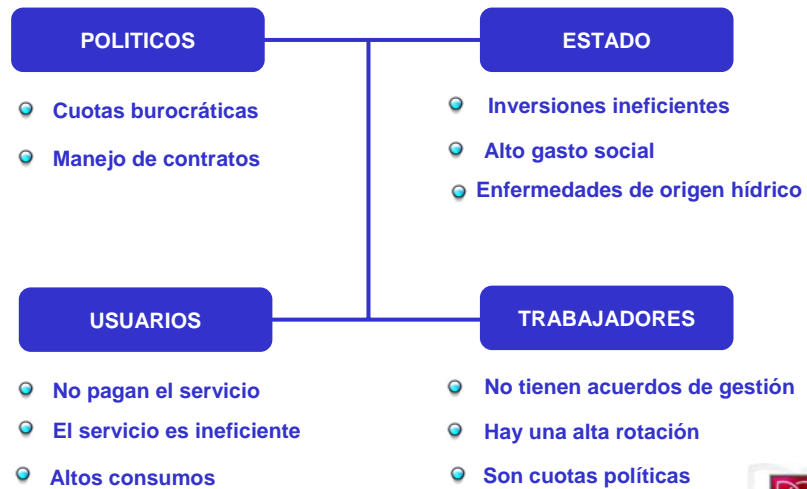 POLITICOS
Cuotas burocráticas
Manejo de contratos
ESTADO
Inversiones ineficientes
Alto gasto social
Enfermedades de origen hídrico
USUARIOS
No pagan el servicio
El servicio es ineficiente
Altos consumos
TRABAJADORES
No tienen acuerdos de gestión
Hay una alta rotación
Son cuotas políticas